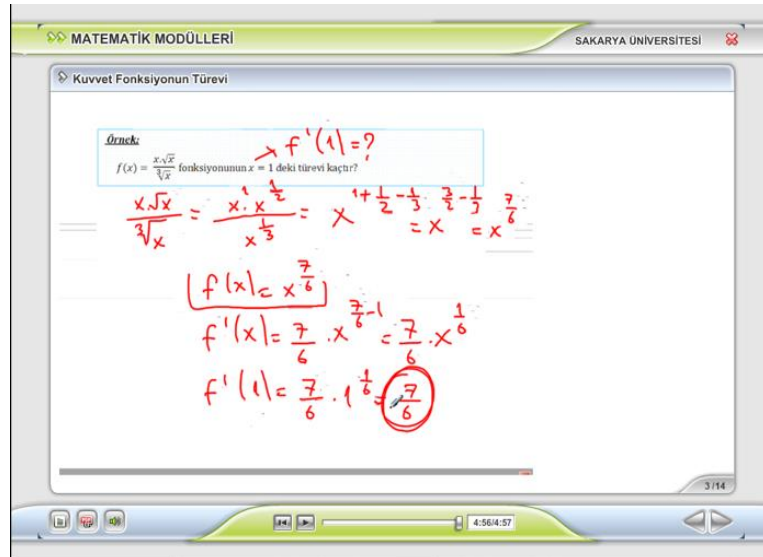 MATEMATİK MODÜLLERİ
SAKARYA ÜNİVERSİTESİ
Kuvvet Fonksiyonun Türevi
Örnek:
f'(1)=?
f(x) = x.√x / ∛x fonksiyonunun x = 1 deki türevi kaçtır?
x.√x / ∛x = x^1 . x^(1/2) / x^(1/3) = x^(1+1/2-1/3) = x^(3/2-1/3) = x^(7/6)
f(x)= x^(7/6)
f'(x)= 7/6 . x^(7/6-1) = 7/6 . x^(1/6)
f'(1)= 7/6 . 1^(1/6) = 7/6
3/14
4:56/4:57